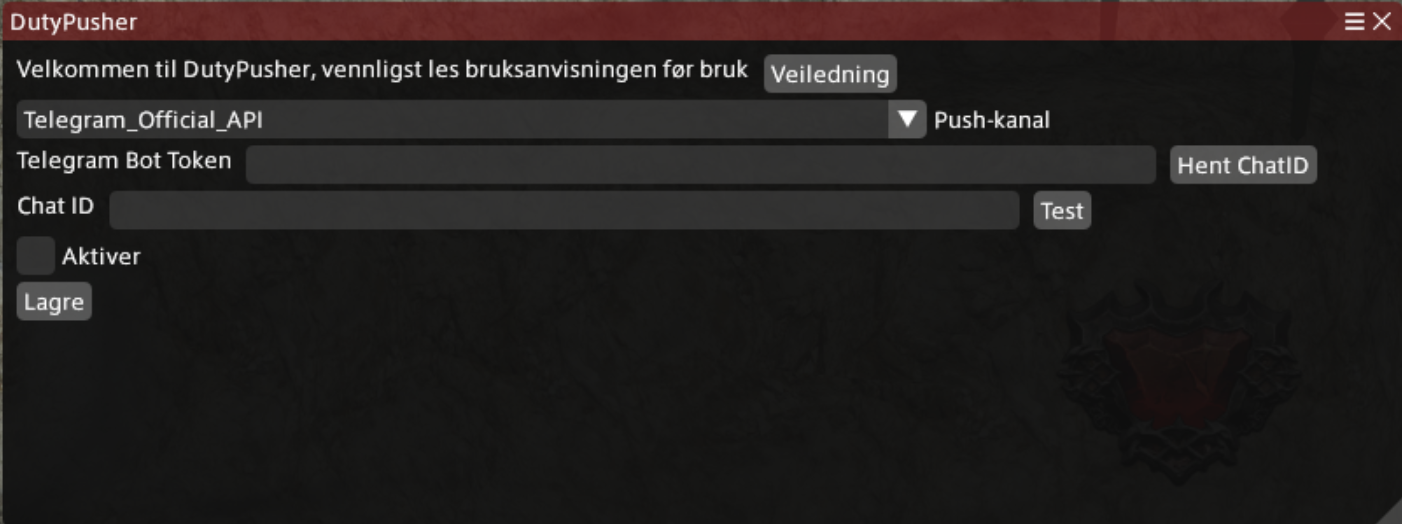 DutyPusher
Velkommen til DutyPusher, vennligst les bruksanvisningen før bruk Veiledning
Telegram_Official_API Push-kanal
Telegram Bot Token Hent ChatID
Chat ID Test
Aktiver
Lagre